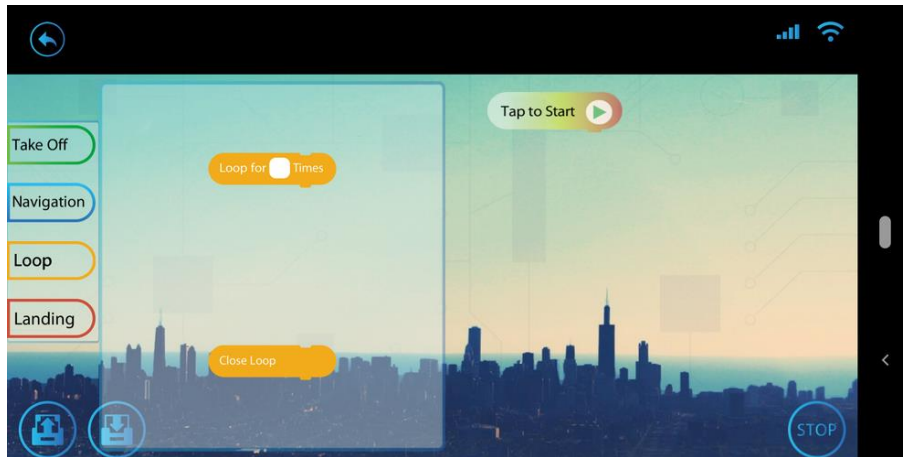 Tap to Start
Take Off
Loop for Times
Navigation
Loop
Landing
Close Loop
STOP